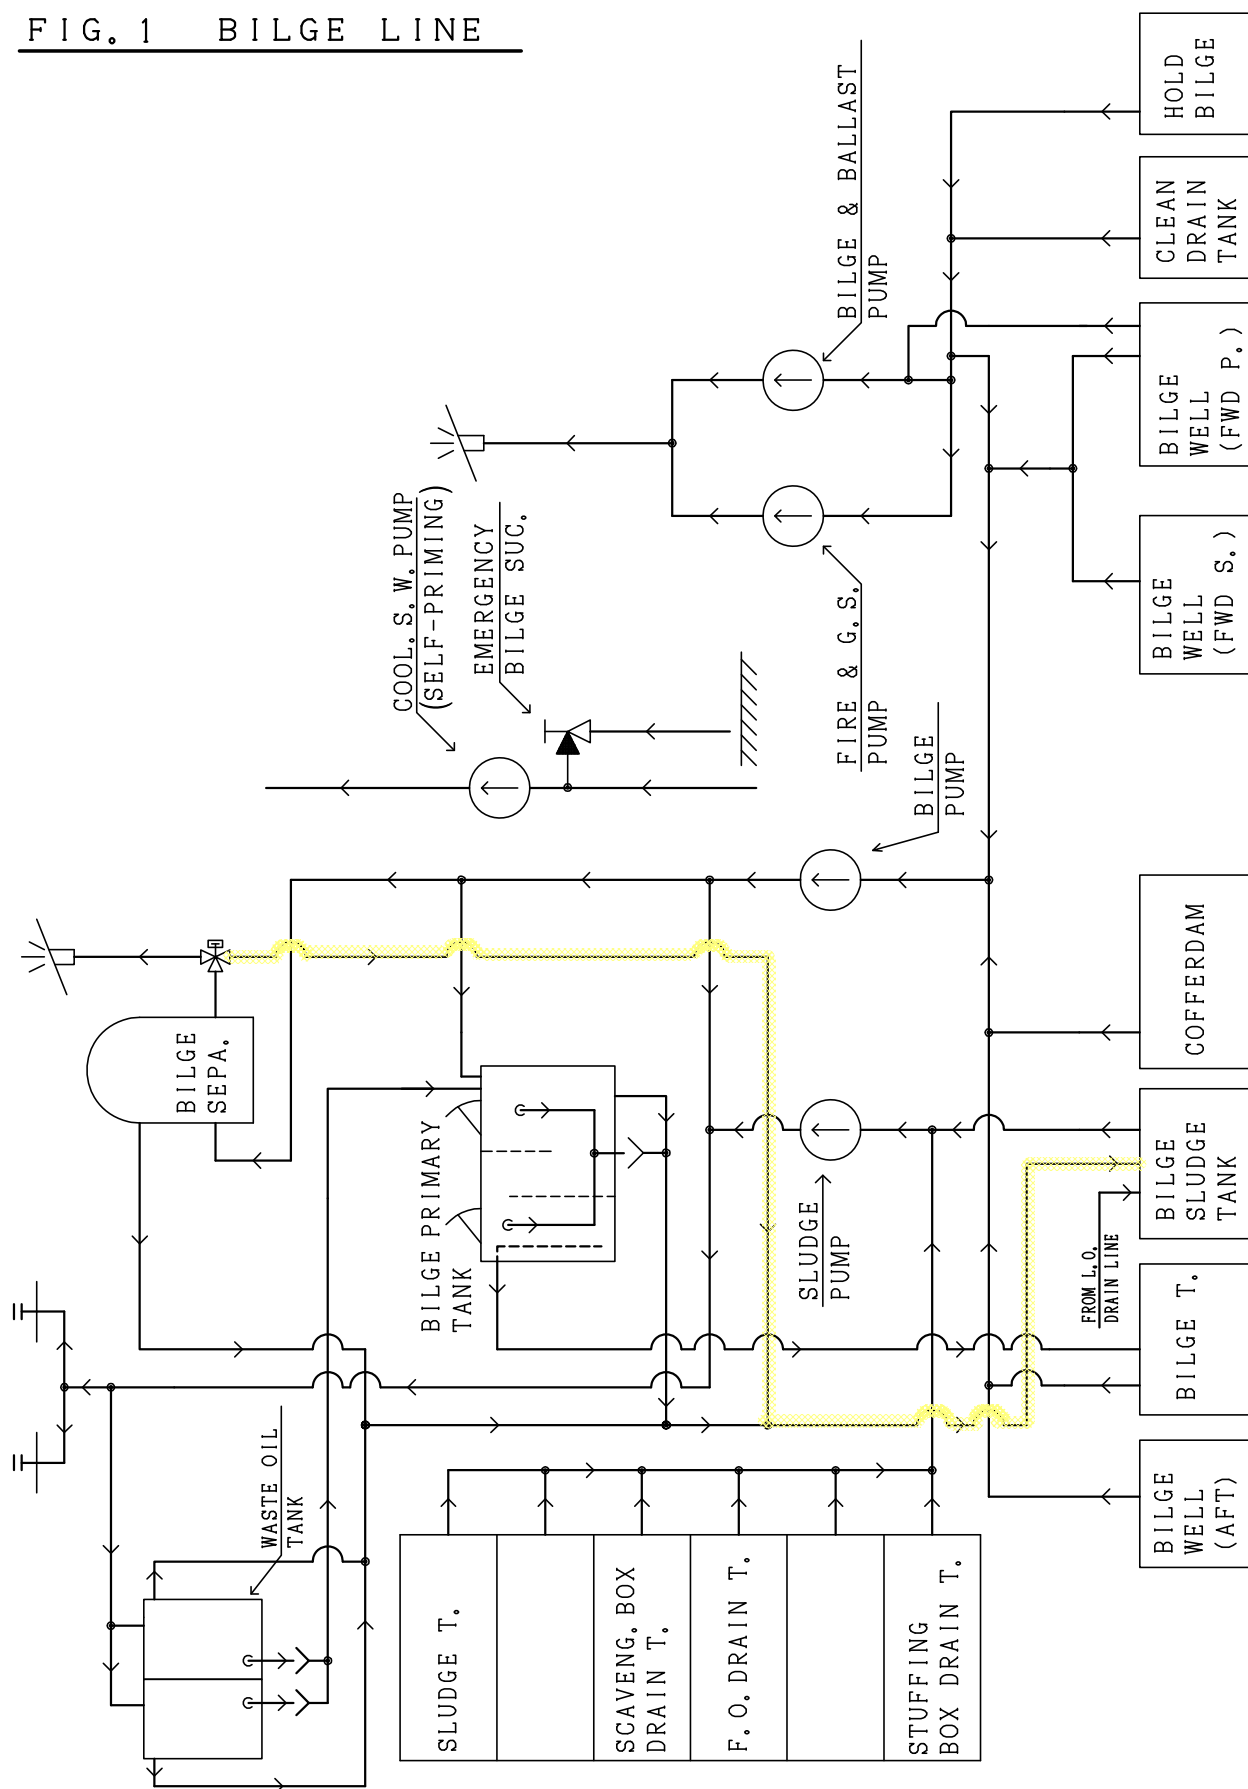 FIG. 1 BILGE LINE
HOLD
BILGE
CLEAN
DRAIN
TANK
BILGE
WELL
(FWD P.)
BILGE
WELL
(FWD S.)
BILGE & BALLAST
PUMP
COOL. S. W. PUMP
(SELF-PRIMING)
EMERGENCY
BILGE SUC.
FIRE & G. S.
PUMP
BILGE
PUMP
COFFERDAM
BILGE
SEPA.
BILGE PRIMARY
TANK
SLUDGE
PUMP
BILGE
SLUDGE
TANK
FROM L.O.
DRAIN LINE
BILGE T.
BILGE
WELL
(AFT)
WASTE OIL
TANK
SLUDGE T.
SCAVENG. BOX
DRAIN T.
F. O. DRAIN T.
STUFFING
BOX DRAIN T.